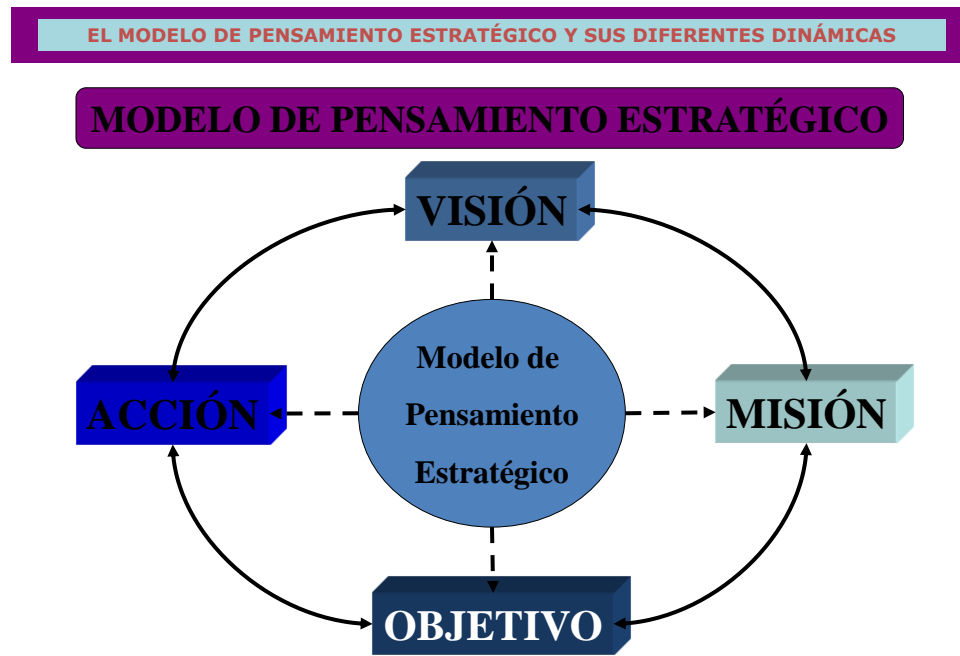 EL MODELO DE PENSAMIENTO ESTRATÉGICO Y SUS DIFERENTES DINÁMICAS
MODELO DE PENSAMIENTO ESTRATÉGICO
VISIÓN
Modelo de
Pensamiento
Estratégico
ACCIÓN
MISIÓN
OBJETIVO